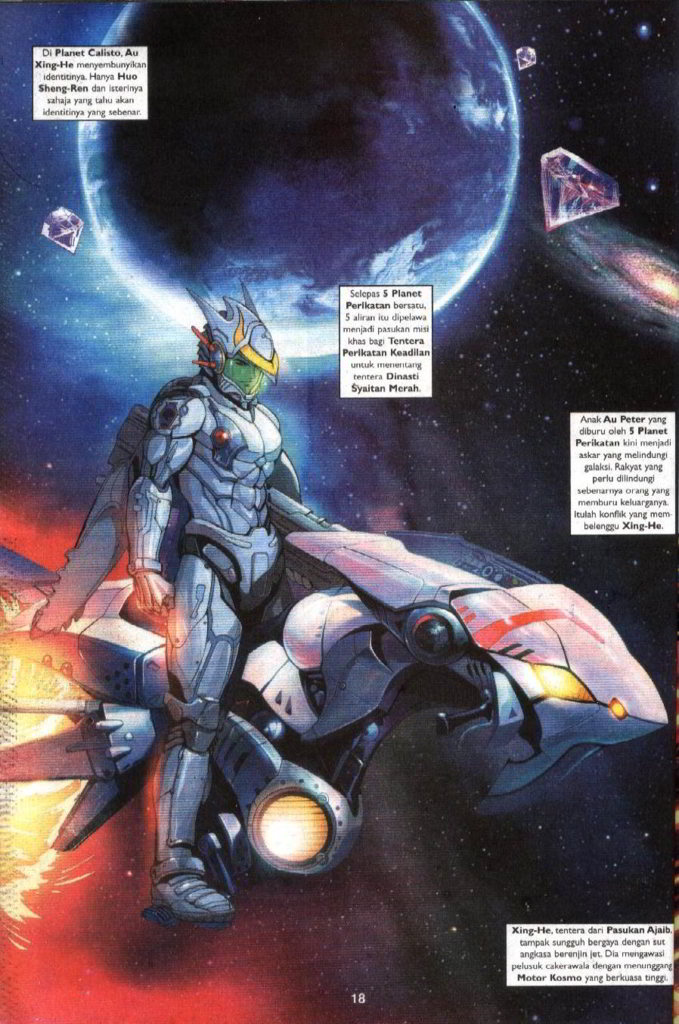 Di Planet Calisto, Au
Xing-He menyembunyikan
identitinya. Hanya Huo
Sheng-Ren dan isterinya
sahaja yang tahu akan
identitinya yang sebenar.
Selepas 5 Planet
Perikatan bersatu,
5 aliran itu dipelawa
menjadi pasukan misi
khas bagi Tentera
Perikatan Keadilan
untuk menentang
tentera Dinasti
Syaitan Merah.
Anak Au Peter yang
diburu oleh 5 Planet
Perikatan kini menjadi
askar yang melindungi
galaksi. Rakyat yang
perlu dilindungi
sebenarnya orang yang
memburu keluarganya.
Itulah konflik yang mem-
belenggu Xing-He.
Xing-He, tentera dari Pasukan Ajaib,
tampak sungguh bergaya dengan sut
angkasa berenjin jet. Dia mengawasi
pelusuk cakerawala dengan menunggang
Motor Kosmo yang berkuasa tinggi.
18